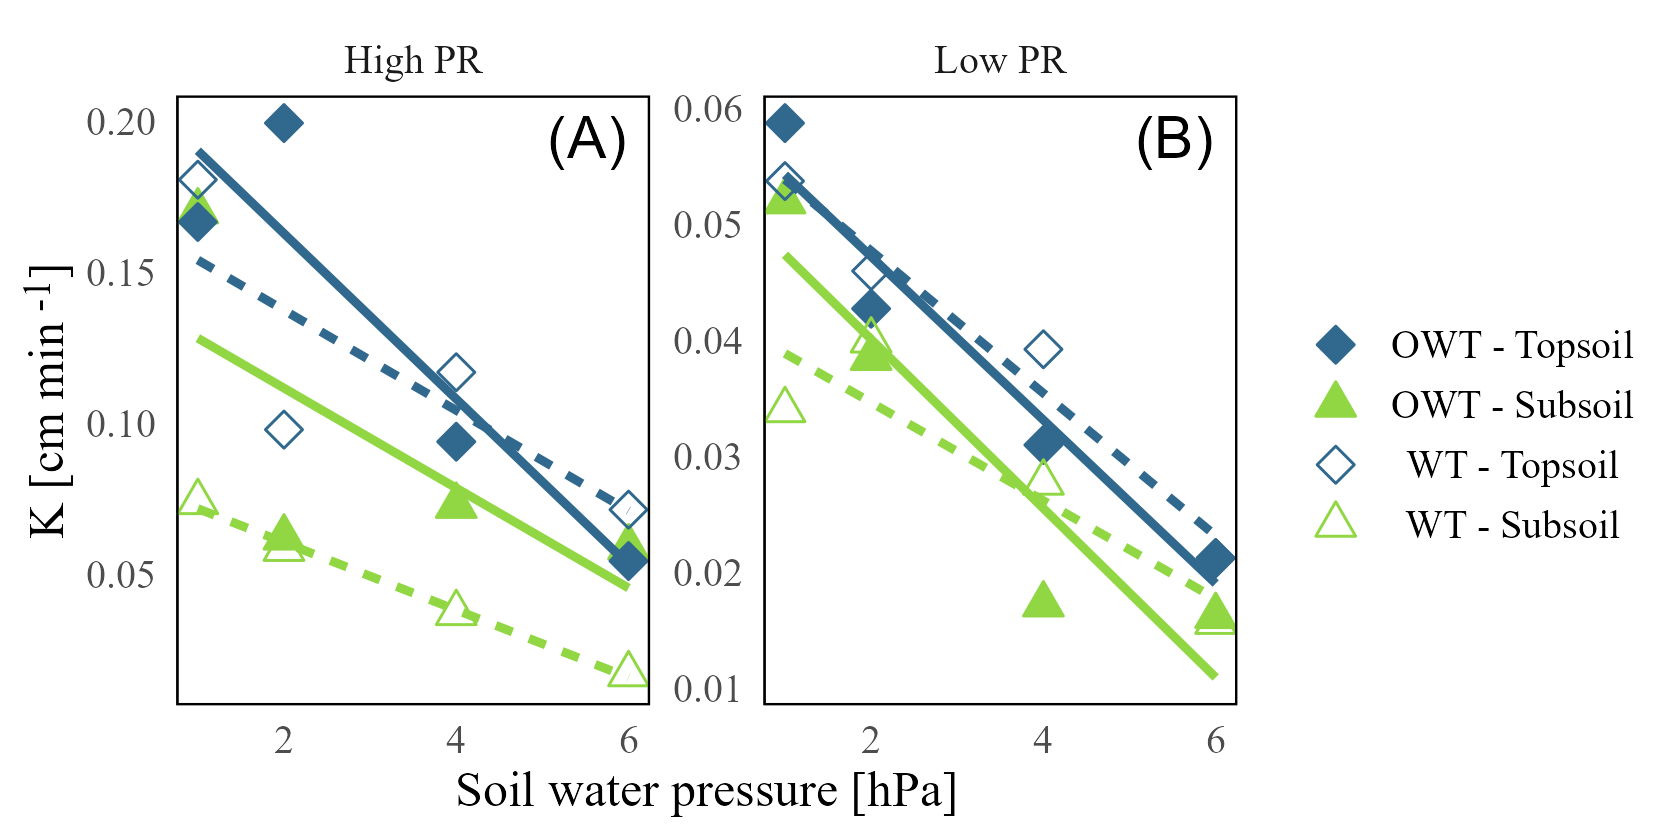 High PR
Low PR
(A)
(B)
0.20
0.15
0.10
0.05
0.06
0.05
0.04
0.03
0.02
0.01
K [cm min -1]
2 4 6
2 4 6
Soil water pressure [hPa]
OWT - Topsoil
OWT - Subsoil
WT - Topsoil
WT - Subsoil